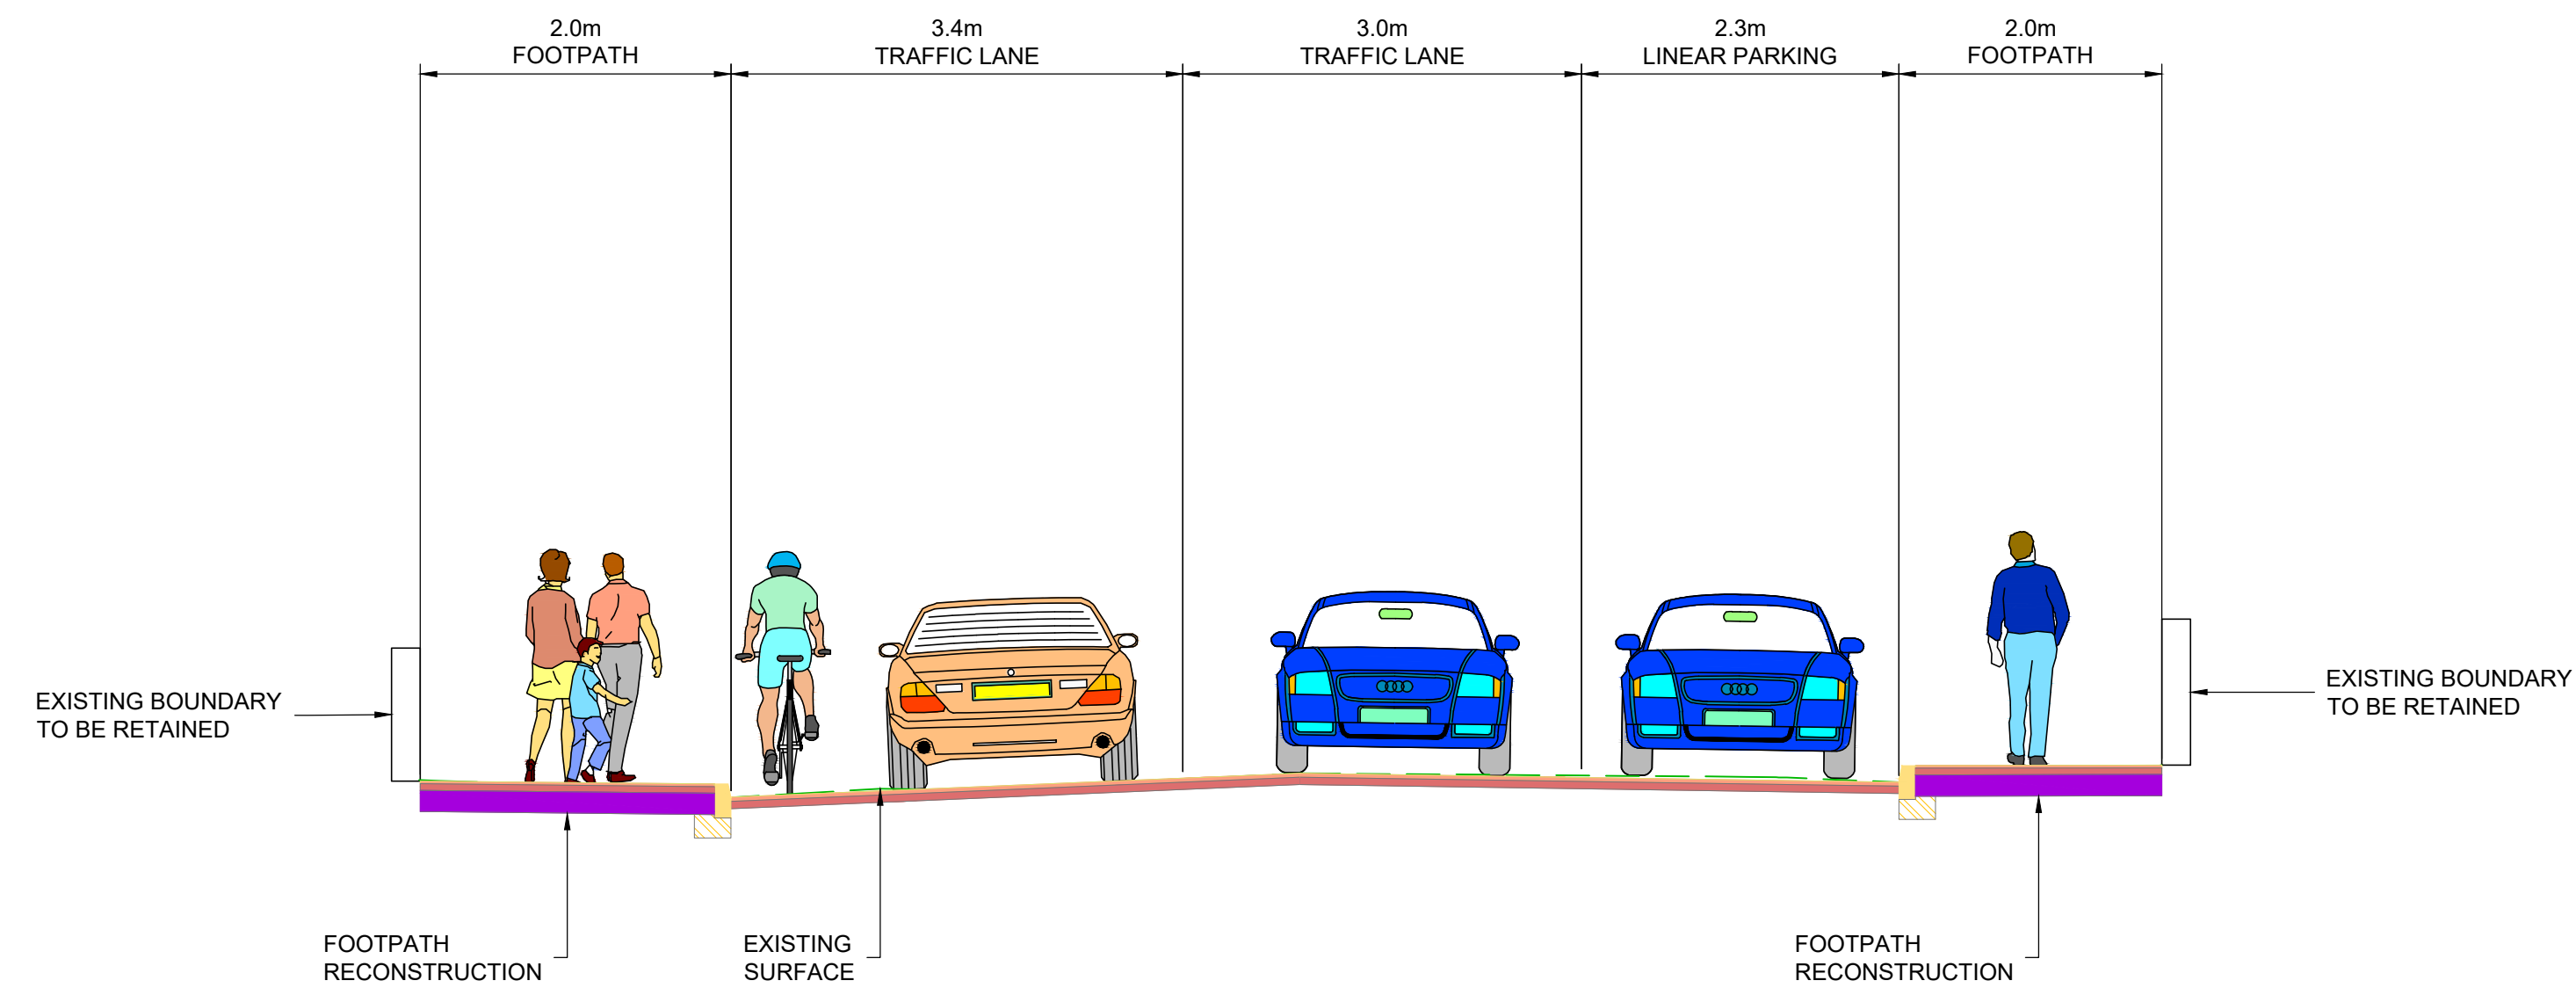 2.0m
FOOTPATH
3.4m
TRAFFIC LANE
3.0m
TRAFFIC LANE
2.3m
LINEAR PARKING
2.0m
FOOTPATH
EXISTING BOUNDARY
TO BE RETAINED
EXISTING BOUNDARY
TO BE RETAINED
FOOTPATH
RECONSTRUCTION
EXISTING
SURFACE
FOOTPATH
RECONSTRUCTION